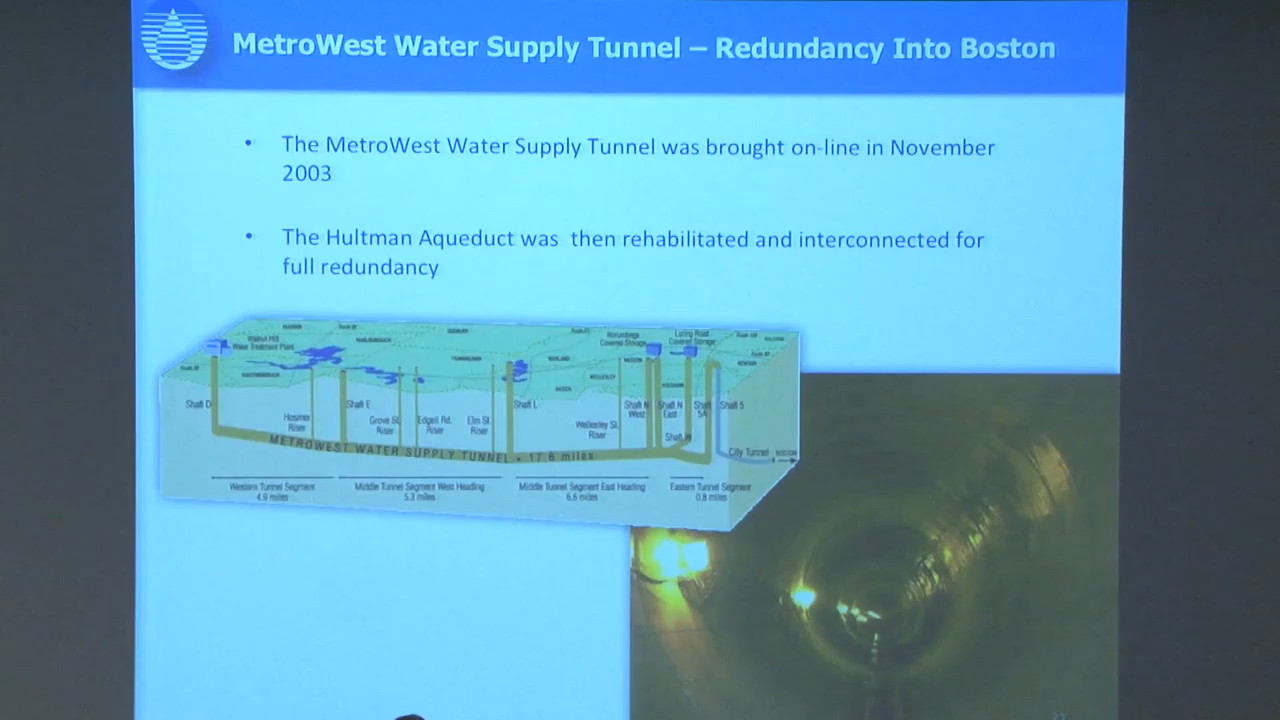 MetroWest Water Supply Tunnel – Redundancy Into Boston
• The MetroWest Water Supply Tunnel was brought on-line in November
2003
• The Hultman Aqueduct was then rehabilitated and interconnected for
full redundancy
Walnut Hill
Water Treatment Plant
Norumbega
Covered Storage
Loring Road
Covered Storage
Shaft D
Hosmer
Riser
Shaft E
Grove St.
Riser
Edgell Rd.
Riser
Elm St.
Riser
Shaft L
Wellesley St.
Riser
Shaft N
West
Shaft N
East
Shaft W
Shaft
5A
Shaft 5
METROWEST WATER SUPPLY TUNNEL • 17.6 miles
City Tunnel
BOSTON
Western Tunnel Segment
4.9 miles
Middle Tunnel Segment West Heading
5.3 miles
Middle Tunnel Segment East Heading
6.6 miles
Eastern Tunnel Segment
0.8 miles